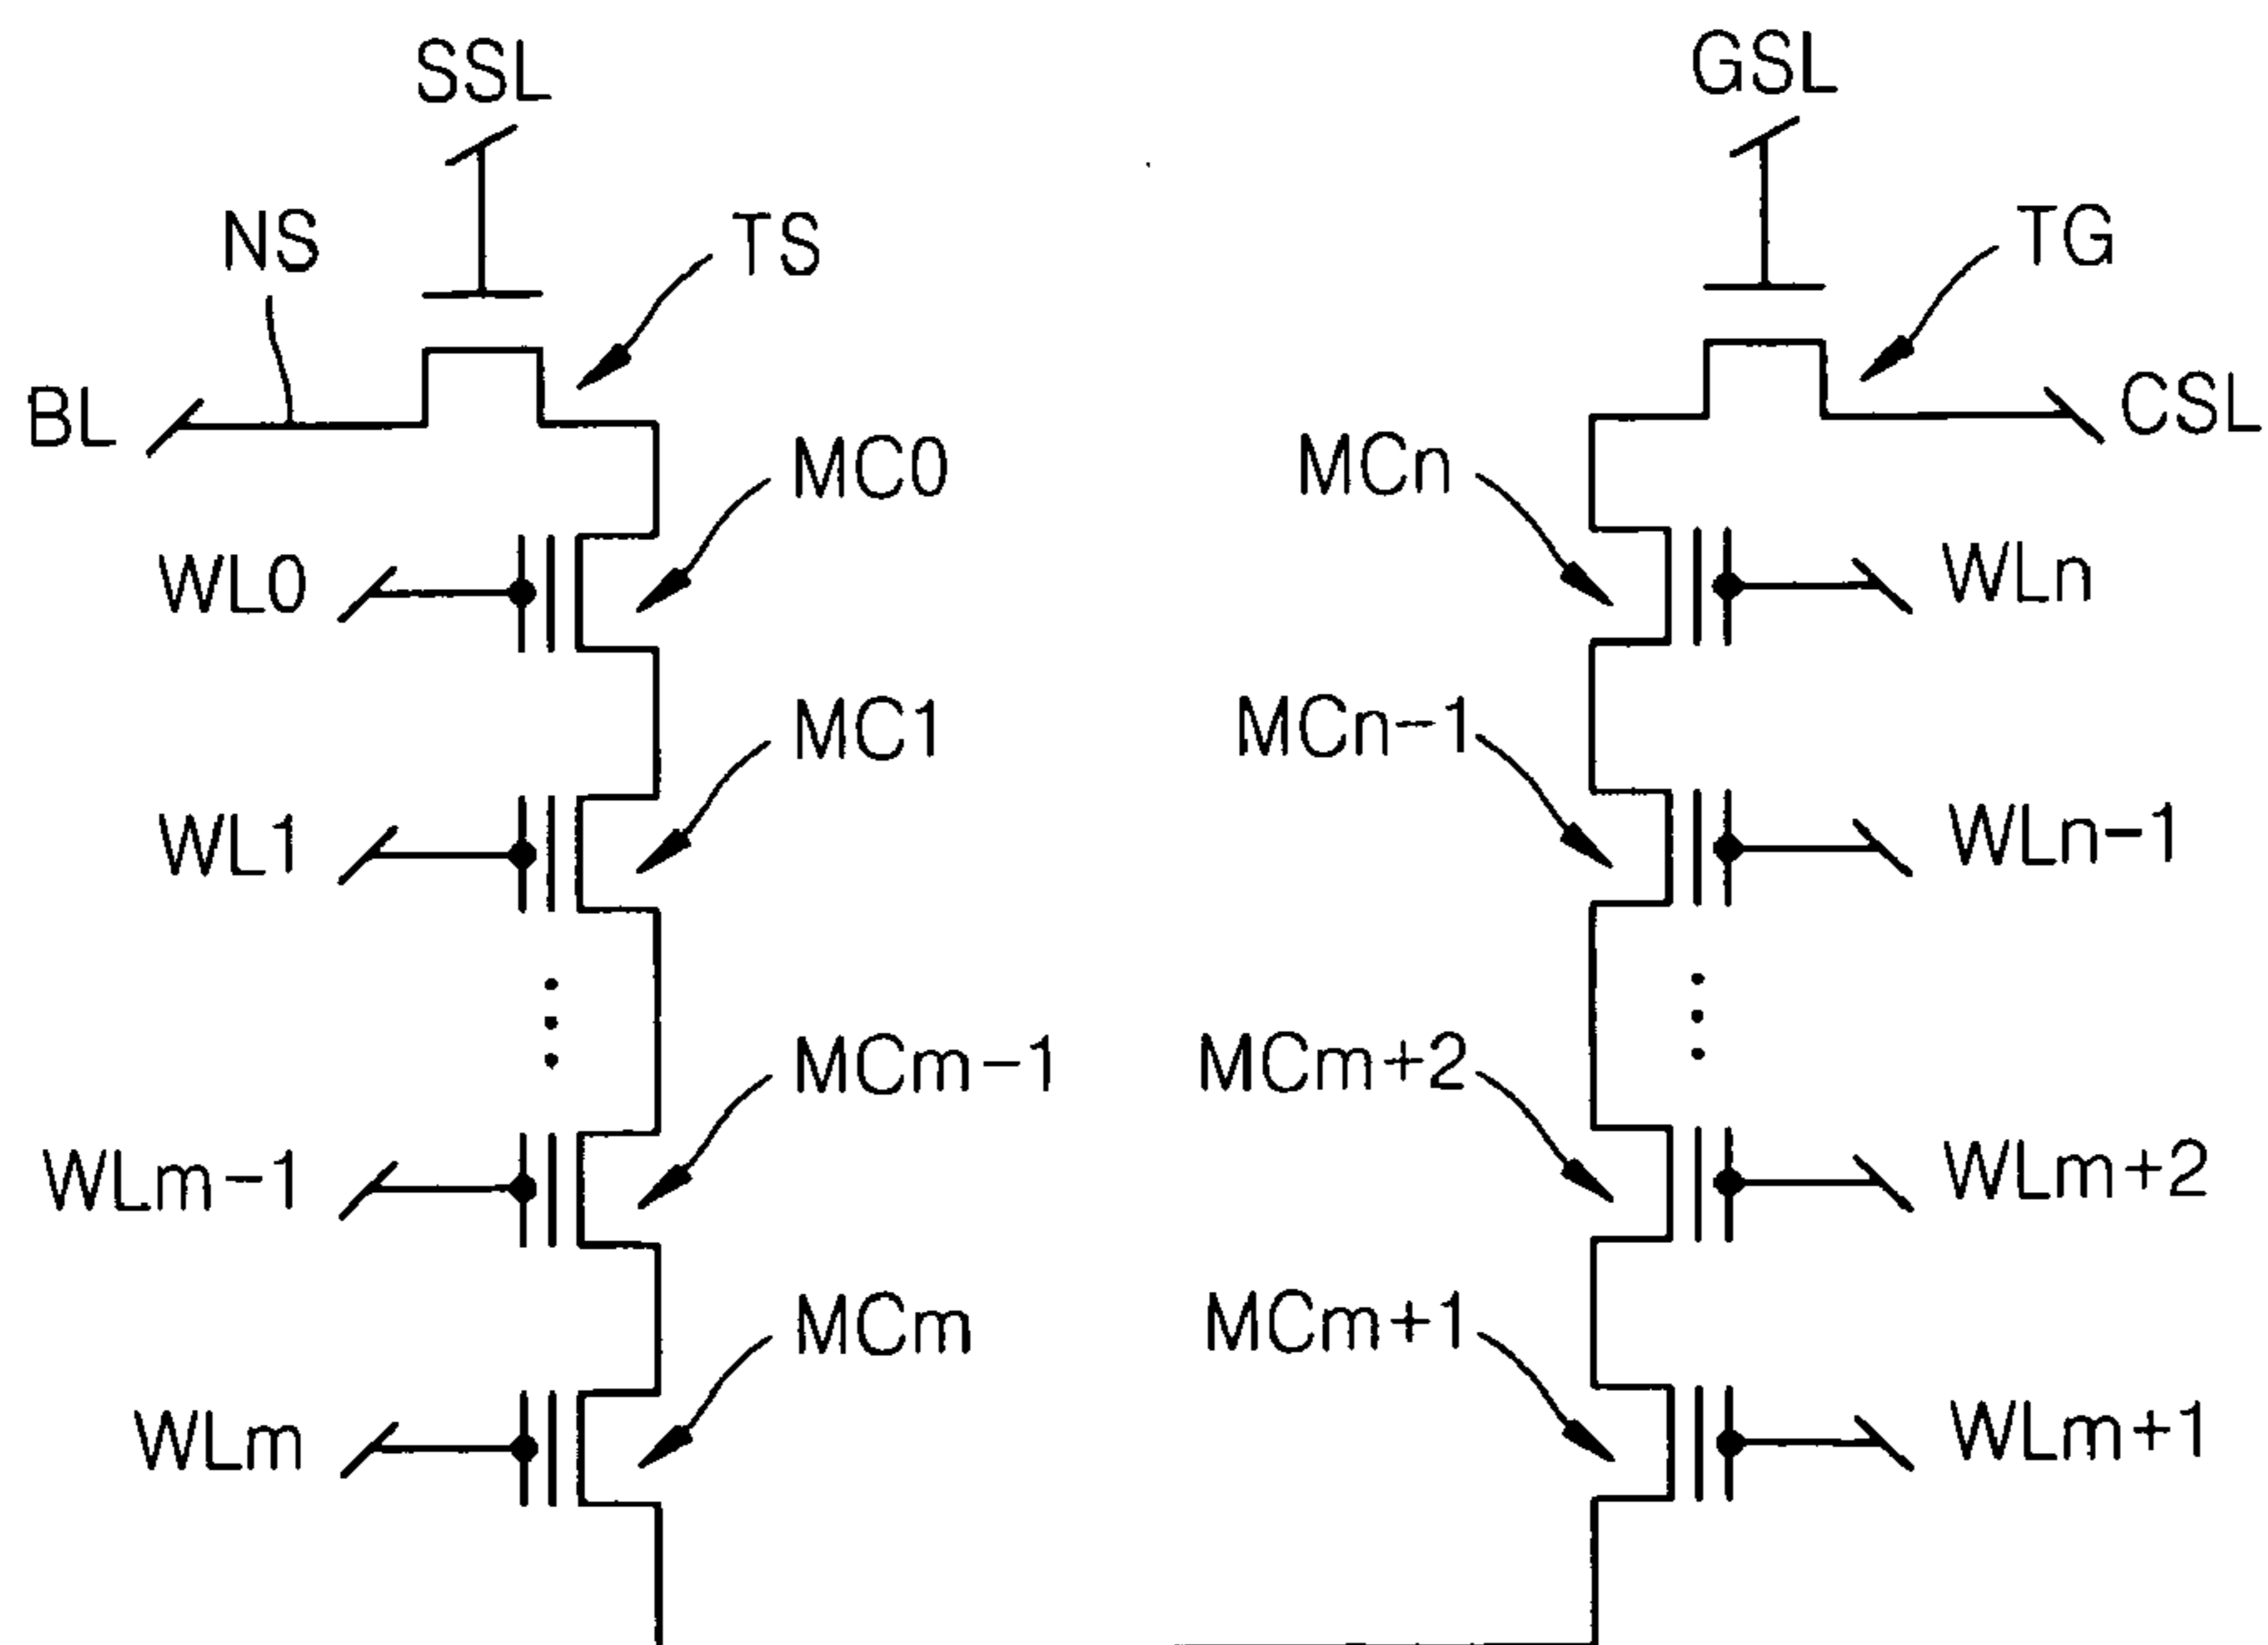 SSL
GSL
NS
TS
TG
BL
CSL
MC0
MCn
WL0
WLn
MC1
MCn-1
WL1
WLn-1
MCm-1
MCm+2
WLm-1
WLm+2
MCm
MCm+1
WLm
WLm+1